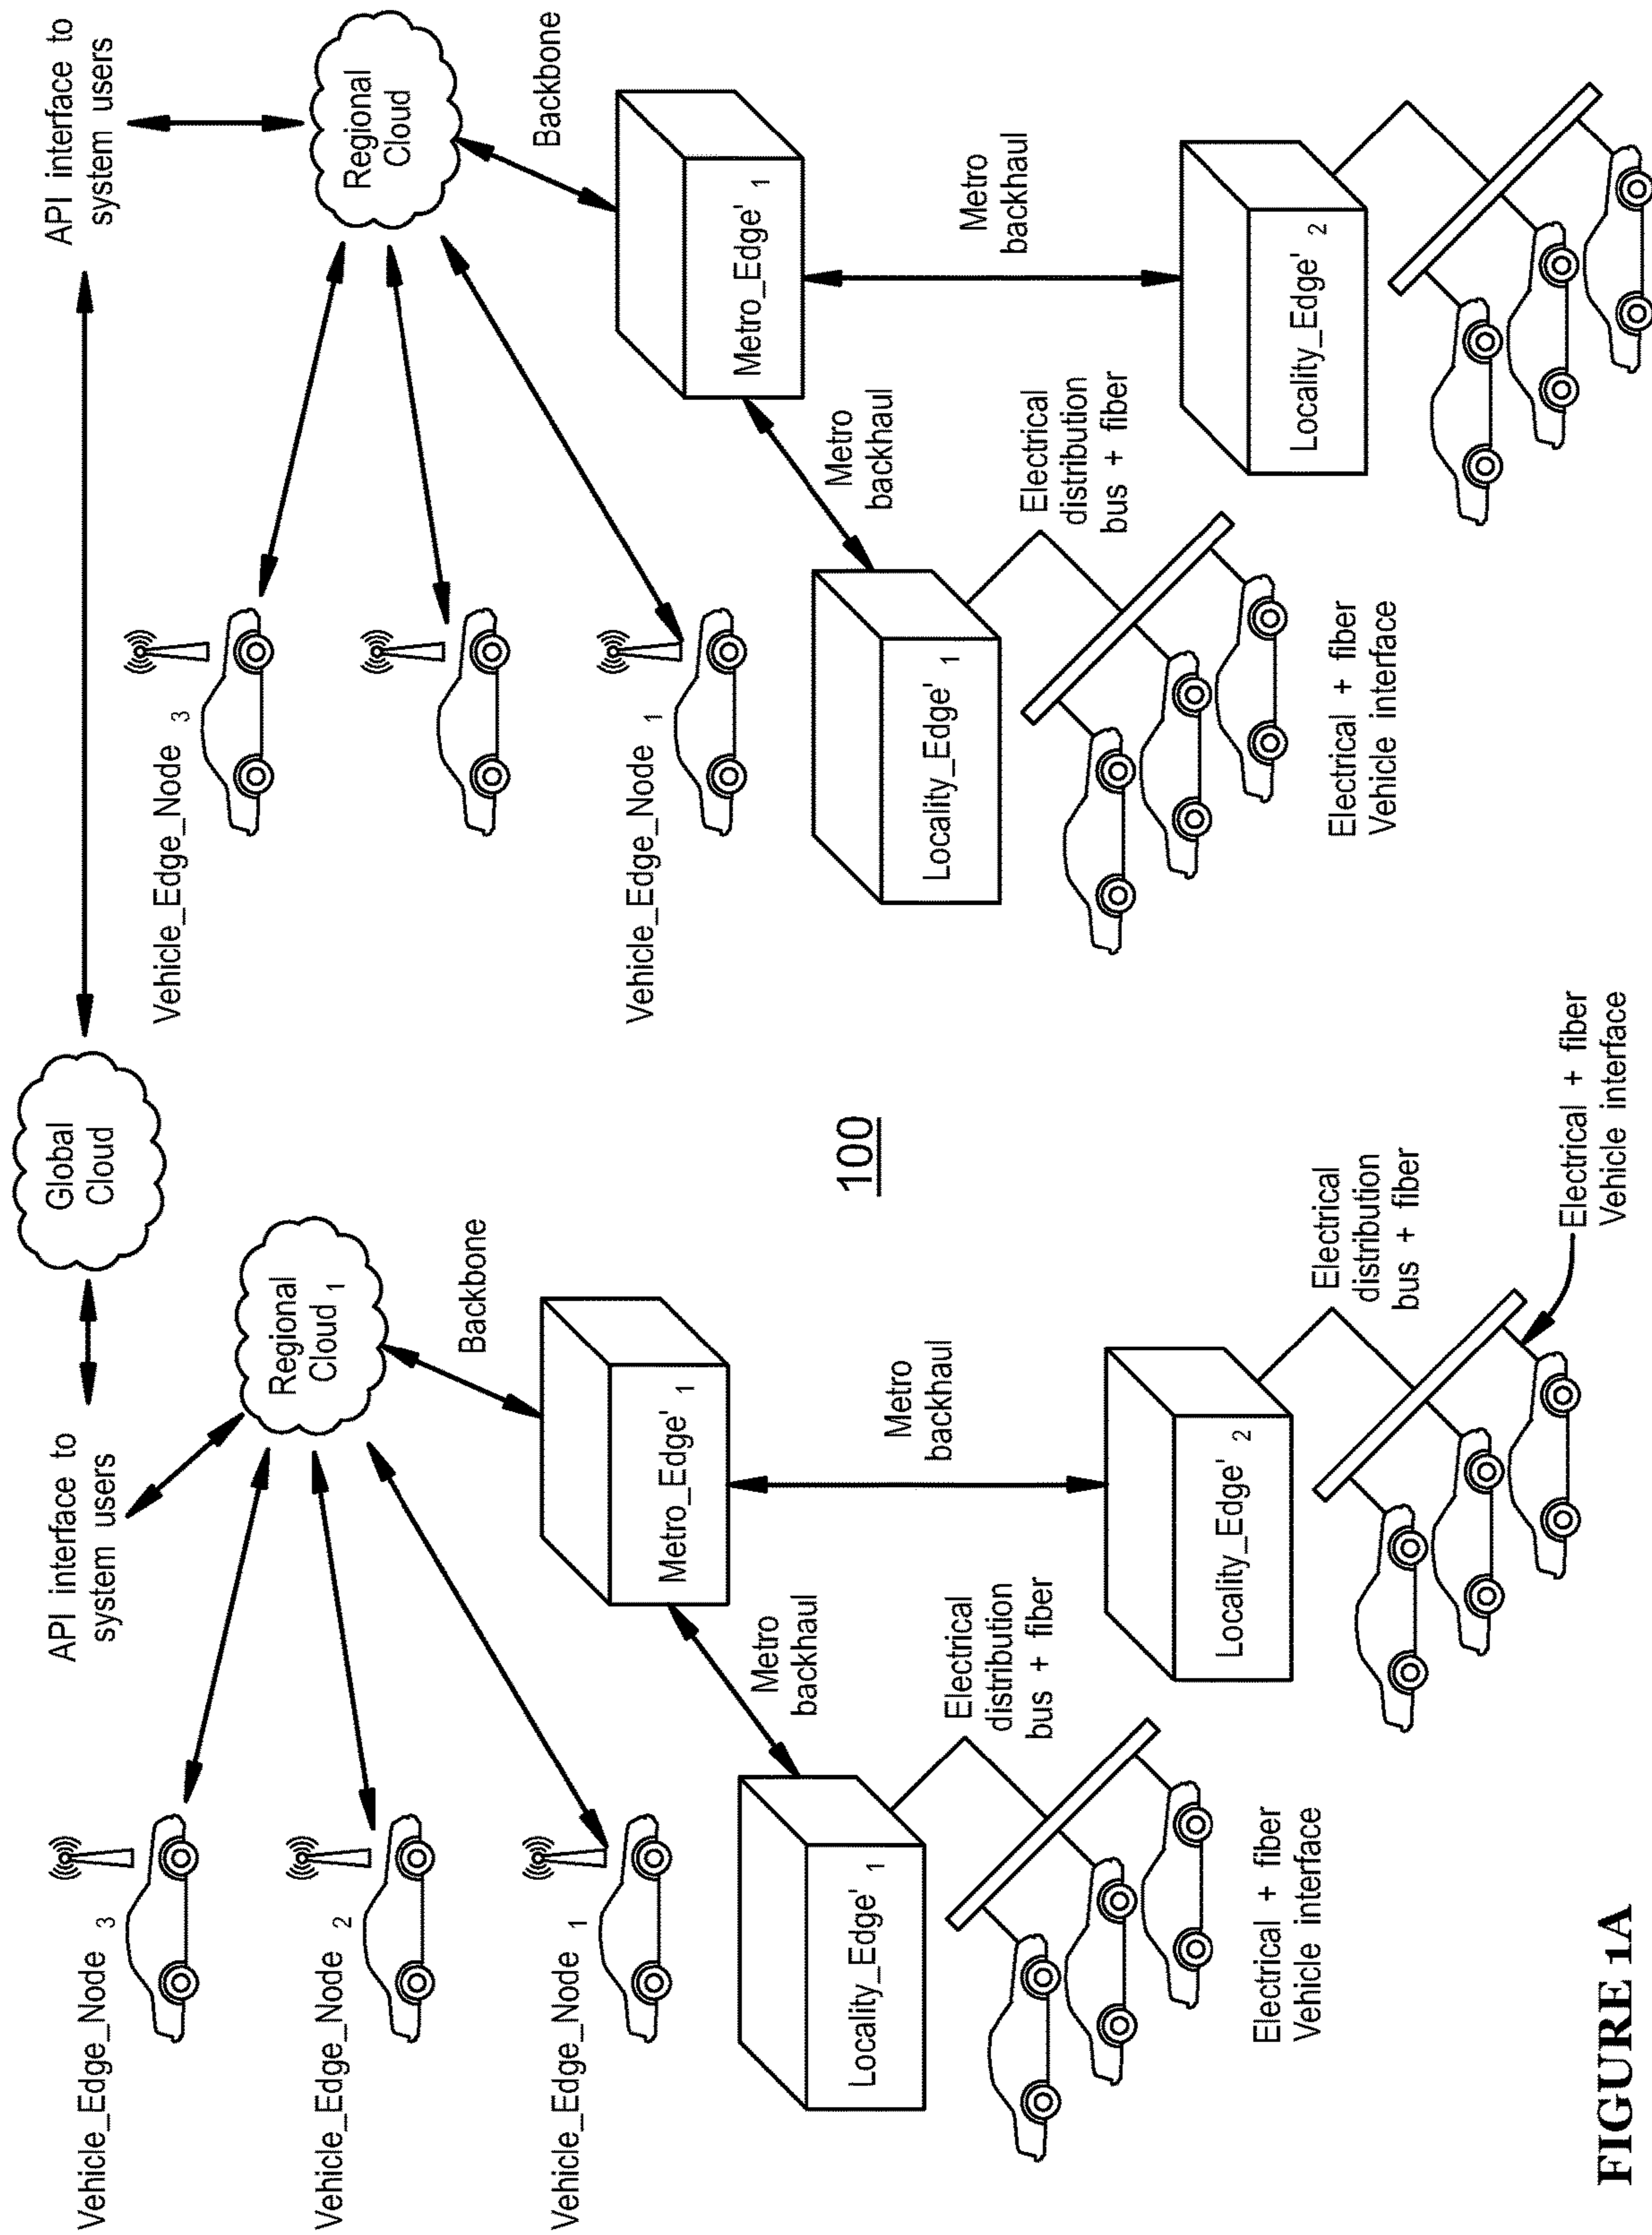 Global
Cloud
API interface to
system users
API interface to
system users
Vehicle_Edge_Node 3
Vehicle_Edge_Node 2
Vehicle_Edge_Node 1
Regional
Cloud 1
Backbone
Metro_Edge' 1
Metro
backhaul
Metro
backhaul
Locality_Edge' 1
Electrical
distribution
bus + fiber
Electrical + fiber
Vehicle interface
Locality_Edge' 2
Electrical
distribution
bus + fiber
Electrical + fiber
Vehicle interface
100
Vehicle_Edge_Node 3
Vehicle_Edge_Node 1
Regional
Cloud
Backbone
Metro_Edge' 1
Metro
backhaul
Metro
backhaul
Locality_Edge' 1
Electrical
distribution
bus + fiber
Electrical + fiber
Vehicle interface
Locality_Edge' 2
FIGURE 1A